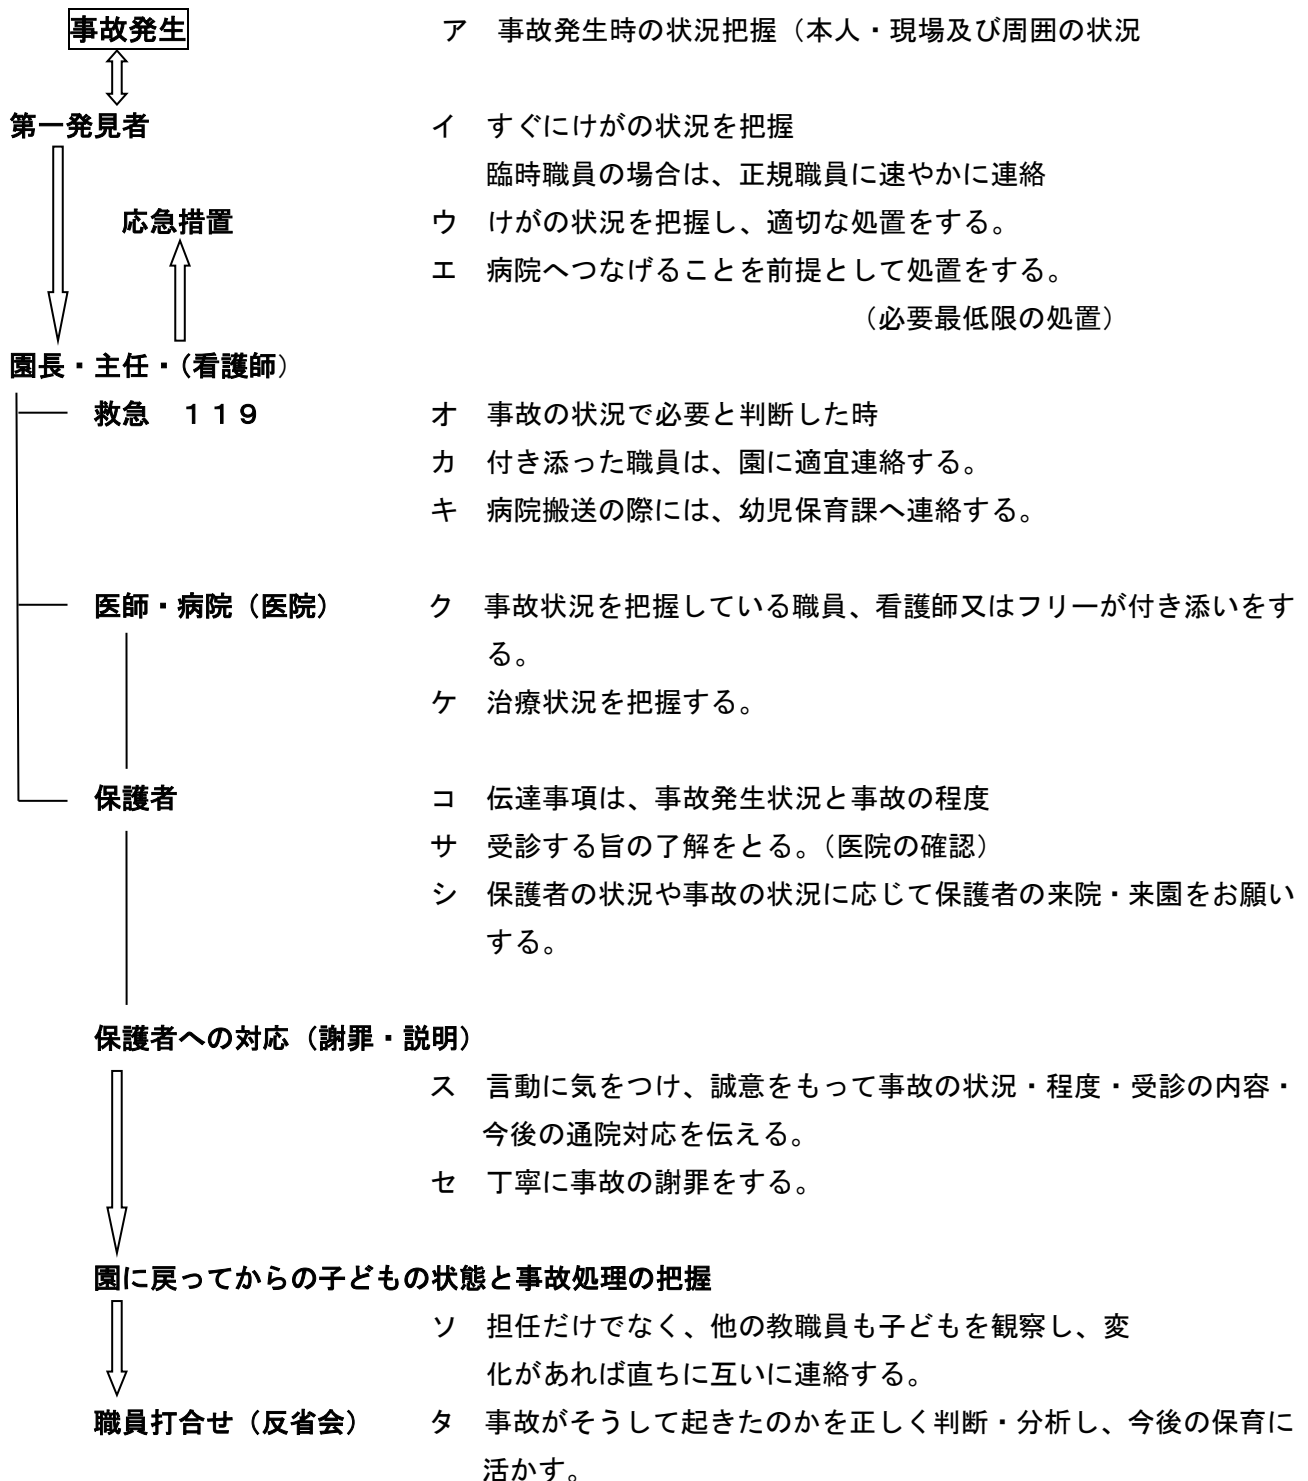 事故発生 ア 事故発生時の状況把握（本人・現場及び周囲の状況
第一発見者 イ すぐにけがの状況を把握
臨時職員の場合は、正規職員に速やかに連絡
応急措置 ウ けがの状況を把握し、適切な処置をする。
エ 病院へつなげることを前提として処置をする。
（必要最低限の処置）
園長・主任・（看護師）
救急　１１９ オ 事故の状況で必要と判断した時
カ 付き添った職員は、園に適宜連絡する。
キ 病院搬送の際には、幼児保育課へ連絡する。
医師・病院（医院） ク 事故状況を把握している職員、看護師又はフリーが付き添いをす
る。
ケ 治療状況を把握する。
保護者 コ 伝達事項は、事故発生状況と事故の程度
サ 受診する旨の了解をとる。（医院の確認）
シ 保護者の状況や事故の状況に応じて保護者の来院・来園をお願い
する。
保護者への対応（謝罪・説明）
ス 言動に気をつけ、誠意をもって事故の状況・程度・受診の内容・
今後の通院対応を伝える。
セ 丁寧に事故の謝罪をする。
園に戻ってからの子どもの状態と事故処理の把握
ソ 担任だけでなく、他の教職員も子どもを観察し、変
化があれば直ちに互いに連絡する。
職員打合せ（反省会） タ 事故がそうして起きたのかを正しく判断・分析し、今後の保育に
活かす。